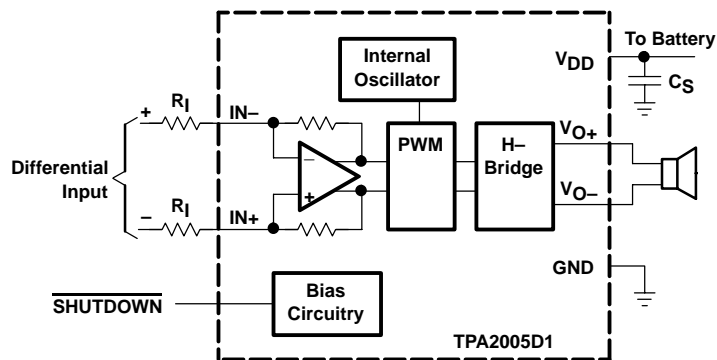 Internal
Oscillator
VDD
To Battery
CS
+
RI
IN−
−
PWM
H−
Bridge
VO+
Differential
Input
+
VO−
−
RI
IN+
GND
SHUTDOWN
Bias
Circuitry
TPA2005D1